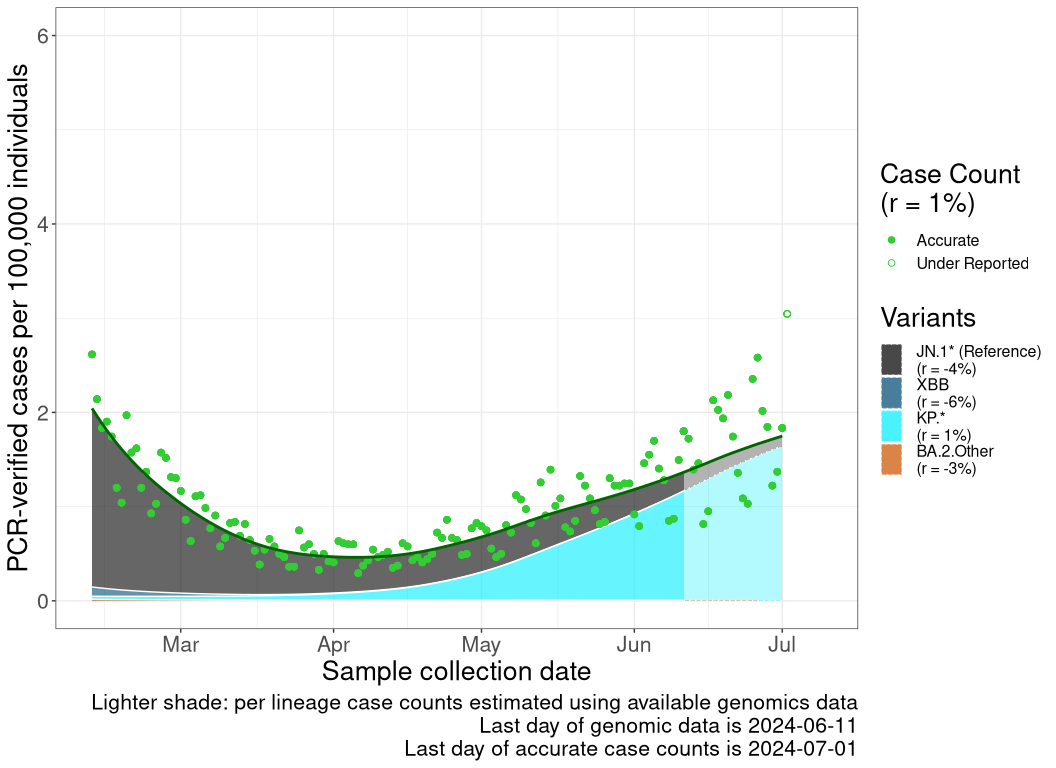 PCR-verified cases per 100,000 individuals
6
4
2
0
Mar Apr May Jun Jul
Sample collection date
Lighter shade: per lineage case counts estimated using available genomics data
Last day of genomic data is 2024-06-11
Last day of accurate case counts is 2024-07-01
Case Count
(r = 1%)
Accurate
Under Reported
Variants
JN.1* (Reference)
(r = -4%)
XBB
(r = -6%)
KP.*
(r = 1%)
BA.2.Other
(r = -3%)